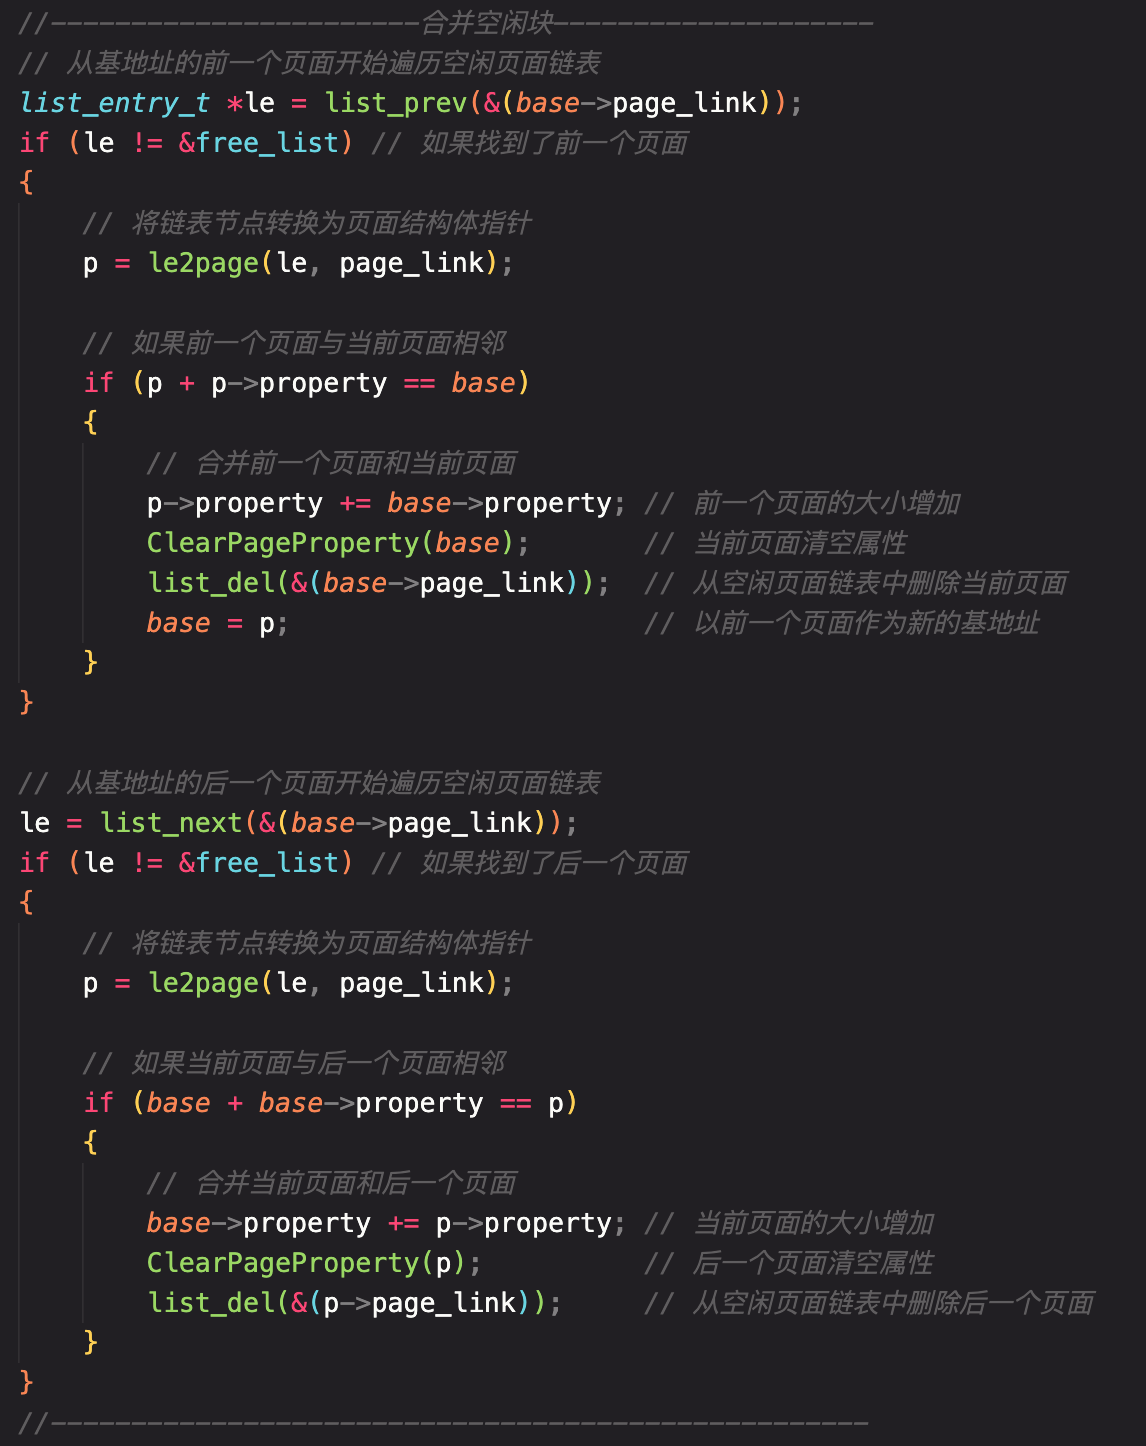 //-----------------------合并空闲块--------------------
// 从基地址的前一个页面开始遍历空闲页面链表
list_entry_t *le = list_prev(&(base->page_link));
if (le != &free_list) // 如果找到了前一个页面
{
    // 将链表节点转换为页面结构体指针
    p = le2page(le, page_link);
    // 如果前一个页面与当前页面相邻
    if (p + p->property == base)
    {
        // 合并前一个页面和当前页面
        p->property += base->property; // 前一个页面的大小增加
        ClearPageProperty(base);       // 当前页面清空属性
        list_del(&(base->page_link));  // 从空闲页面链表中删除当前页面
        base = p;                      // 以前一个页面作为新的基地址
    }
}
// 从基地址的后一个页面开始遍历空闲页面链表
le = list_next(&(base->page_link));
if (le != &free_list) // 如果找到了后一个页面
{
    // 将链表节点转换为页面结构体指针
    p = le2page(le, page_link);
    // 如果当前页面与后一个页面相邻
    if (base + base->property == p)
    {
        // 合并当前页面和后一个页面
        base->property += p->property; // 当前页面的大小增加
        ClearPageProperty(p);          // 后一个页面清空属性
        list_del(&(p->page_link));     // 从空闲页面链表中删除后一个页面
    }
}
//---------------------------------------------------